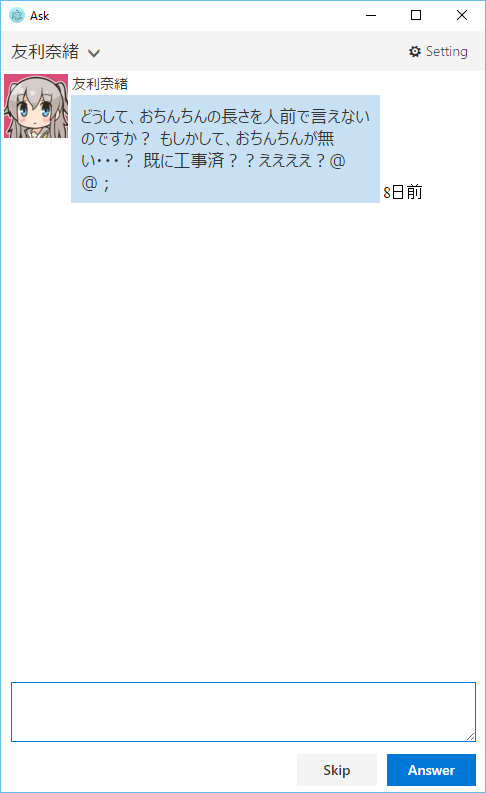 Ask
友利奈緒
Setting
友利奈緒
どうして、おちんちんの長さを人前で言えない
のですか？ もしかして、おちんちんが無
い・・・？ 既に工事済？？ええええ？＠
＠；
8日前
Skip
Answer